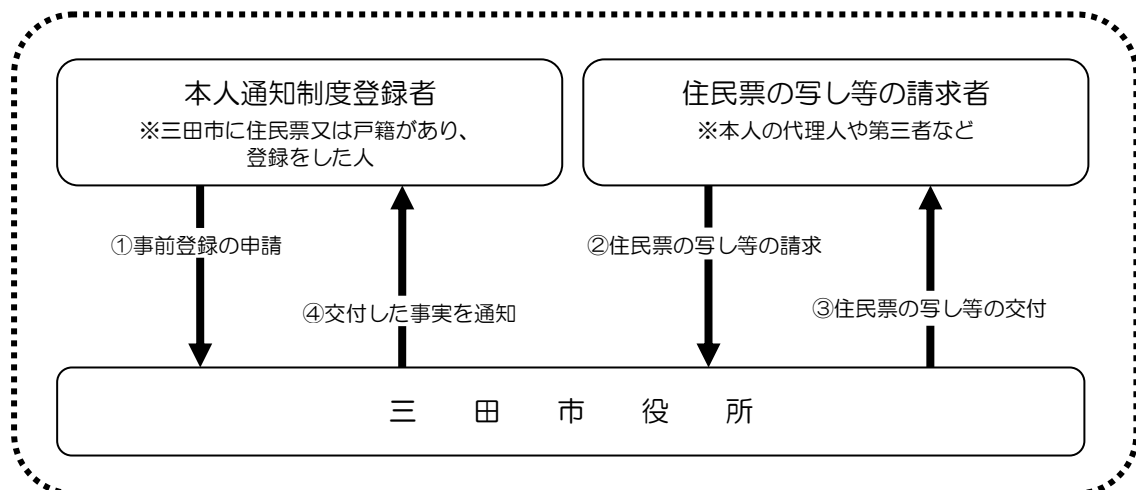 本人通知制度登録者
※三田市に住民票又は戸籍があり、
登録をした人
住民票の写し等の請求者
※本人の代理人や第三者など
①事前登録の申請
②住民票の写し等の請求
④交付した事実を通知
③住民票の写し等の交付
三田市役所